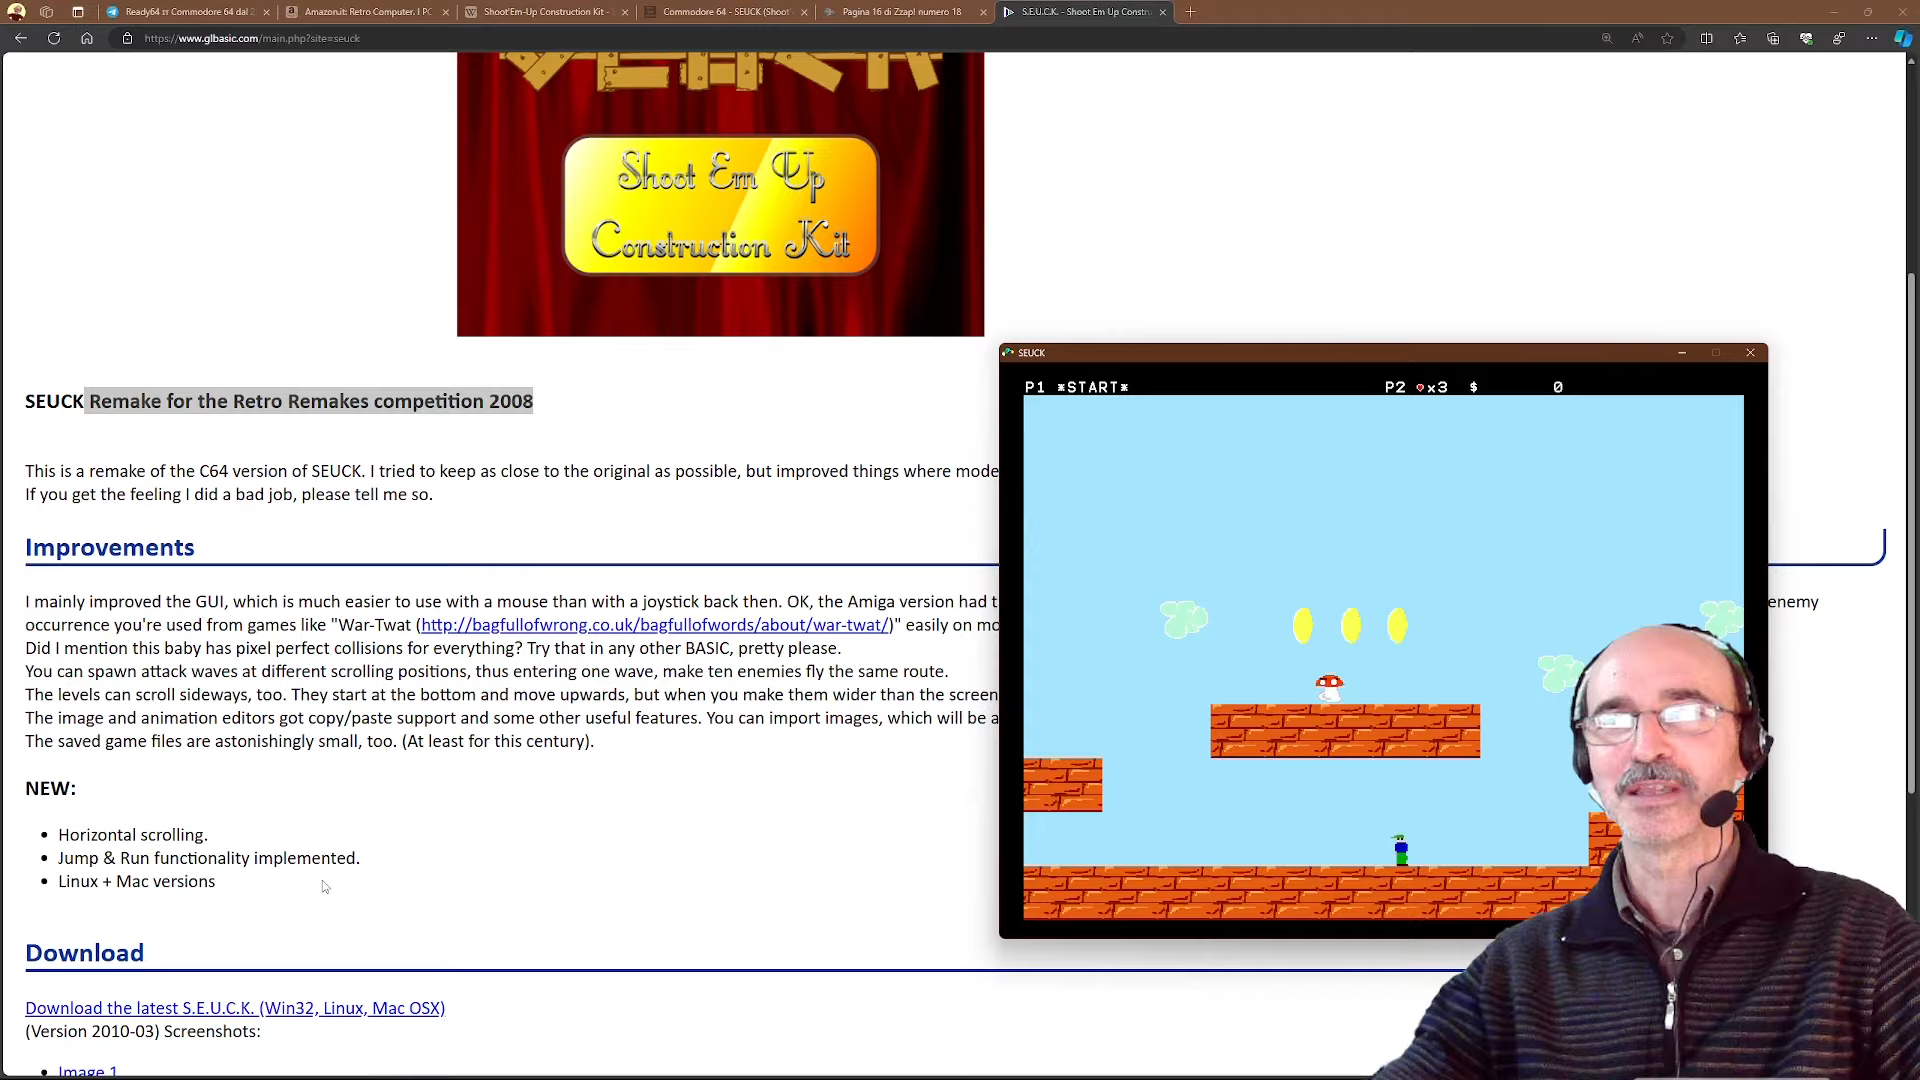 Ready64 :: Commodore 64 dal 2
Amazon.it: Retro Computer. I PC
Shoot'Em-Up Construction Kit -
Commodore 64 - SEUCK (Shoot'
Pagina 16 di Zzap! numero 18
S.E.U.C.K. - Shoot Em Up Constru
https://www.glbasic.com/main.php?site=seuck
Shoot Em Up
Construction Kit
SEUCK Remake for the Retro Remakes competition 2008
This is a remake of the C64 version of SEUCK. I tried to keep as close to the original as possible, but improved things where mode
If you get the feeling I did a bad job, please tell me so.
Improvements
I mainly improved the GUI, which is much easier to use with a mouse than with a joystick back then. OK, the Amiga version had t enemy
occurrence you're used from games like "War-Twat (http://bagfullofwrong.co.uk/bagfullofwords/about/war-twat/)" easily on mo
Did I mention this baby has pixel perfect collisions for everything? Try that in any other BASIC, pretty please.
You can spawn attack waves at different scrolling positions, thus entering one wave, make ten enemies fly the same route.
The levels can scroll sideways, too. They start at the bottom and move upwards, but when you make them wider than the screen
The image and animation editors got copy/paste support and some other useful features. You can import images, which will be a
The saved game files are astonishingly small, too. (At least for this century).
NEW:
• Horizontal scrolling.
• Jump & Run functionality implemented.
• Linux + Mac versions
Download
Download the latest S.E.U.C.K. (Win32, Linux, Mac OSX)
(Version 2010-03) Screenshots:
• Image 1
SEUCK
P1 *START* P2 x3 $ 0